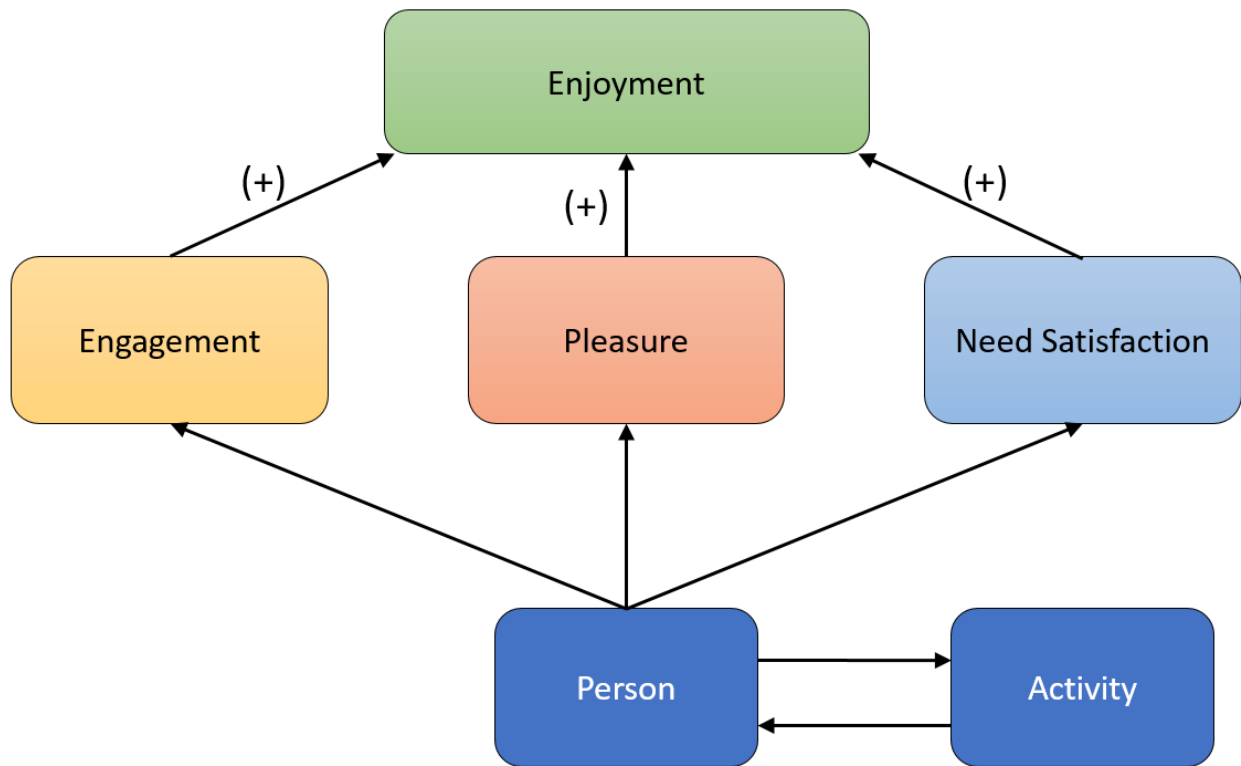 Enjoyment
(+)
(+)
(+)
Engagement
Pleasure
Need Satisfaction
Person
Activity